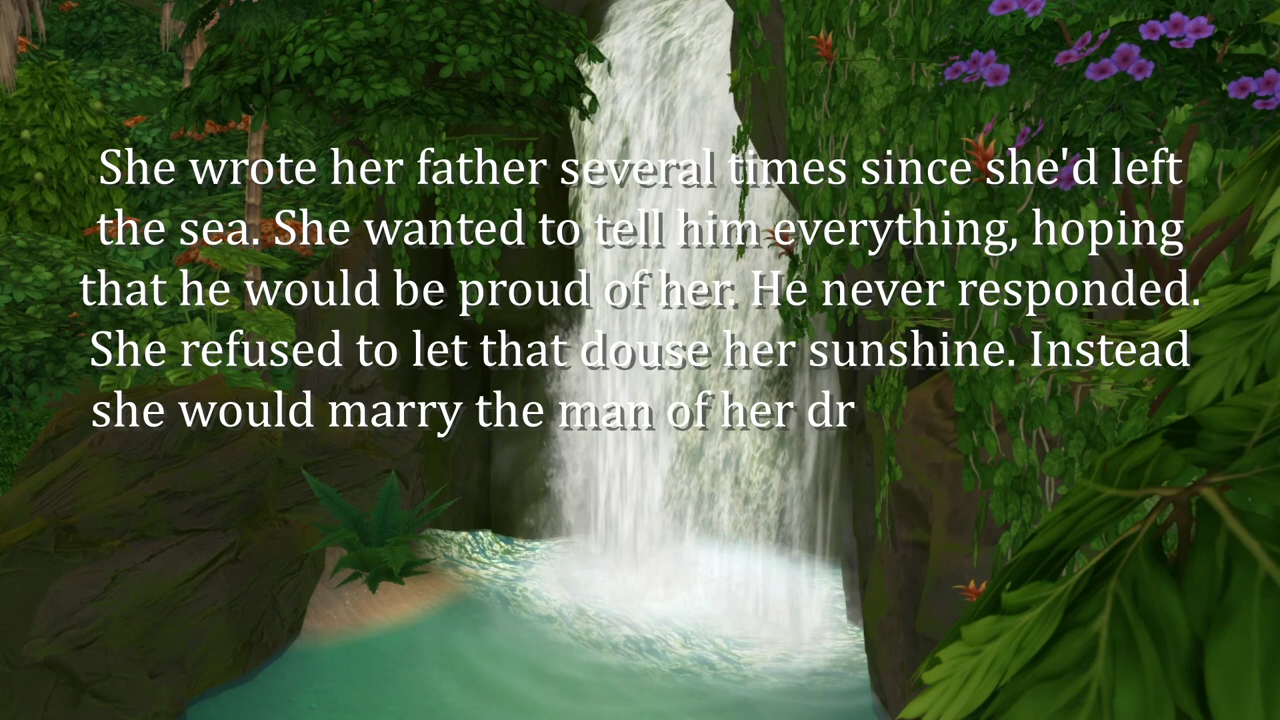 She wrote her father several times since she'd left
the sea. She wanted to tell him everything, hoping
that he would be proud of her. He never responded.
She refused to let that douse her sunshine. Instead
she would marry the man of her dr